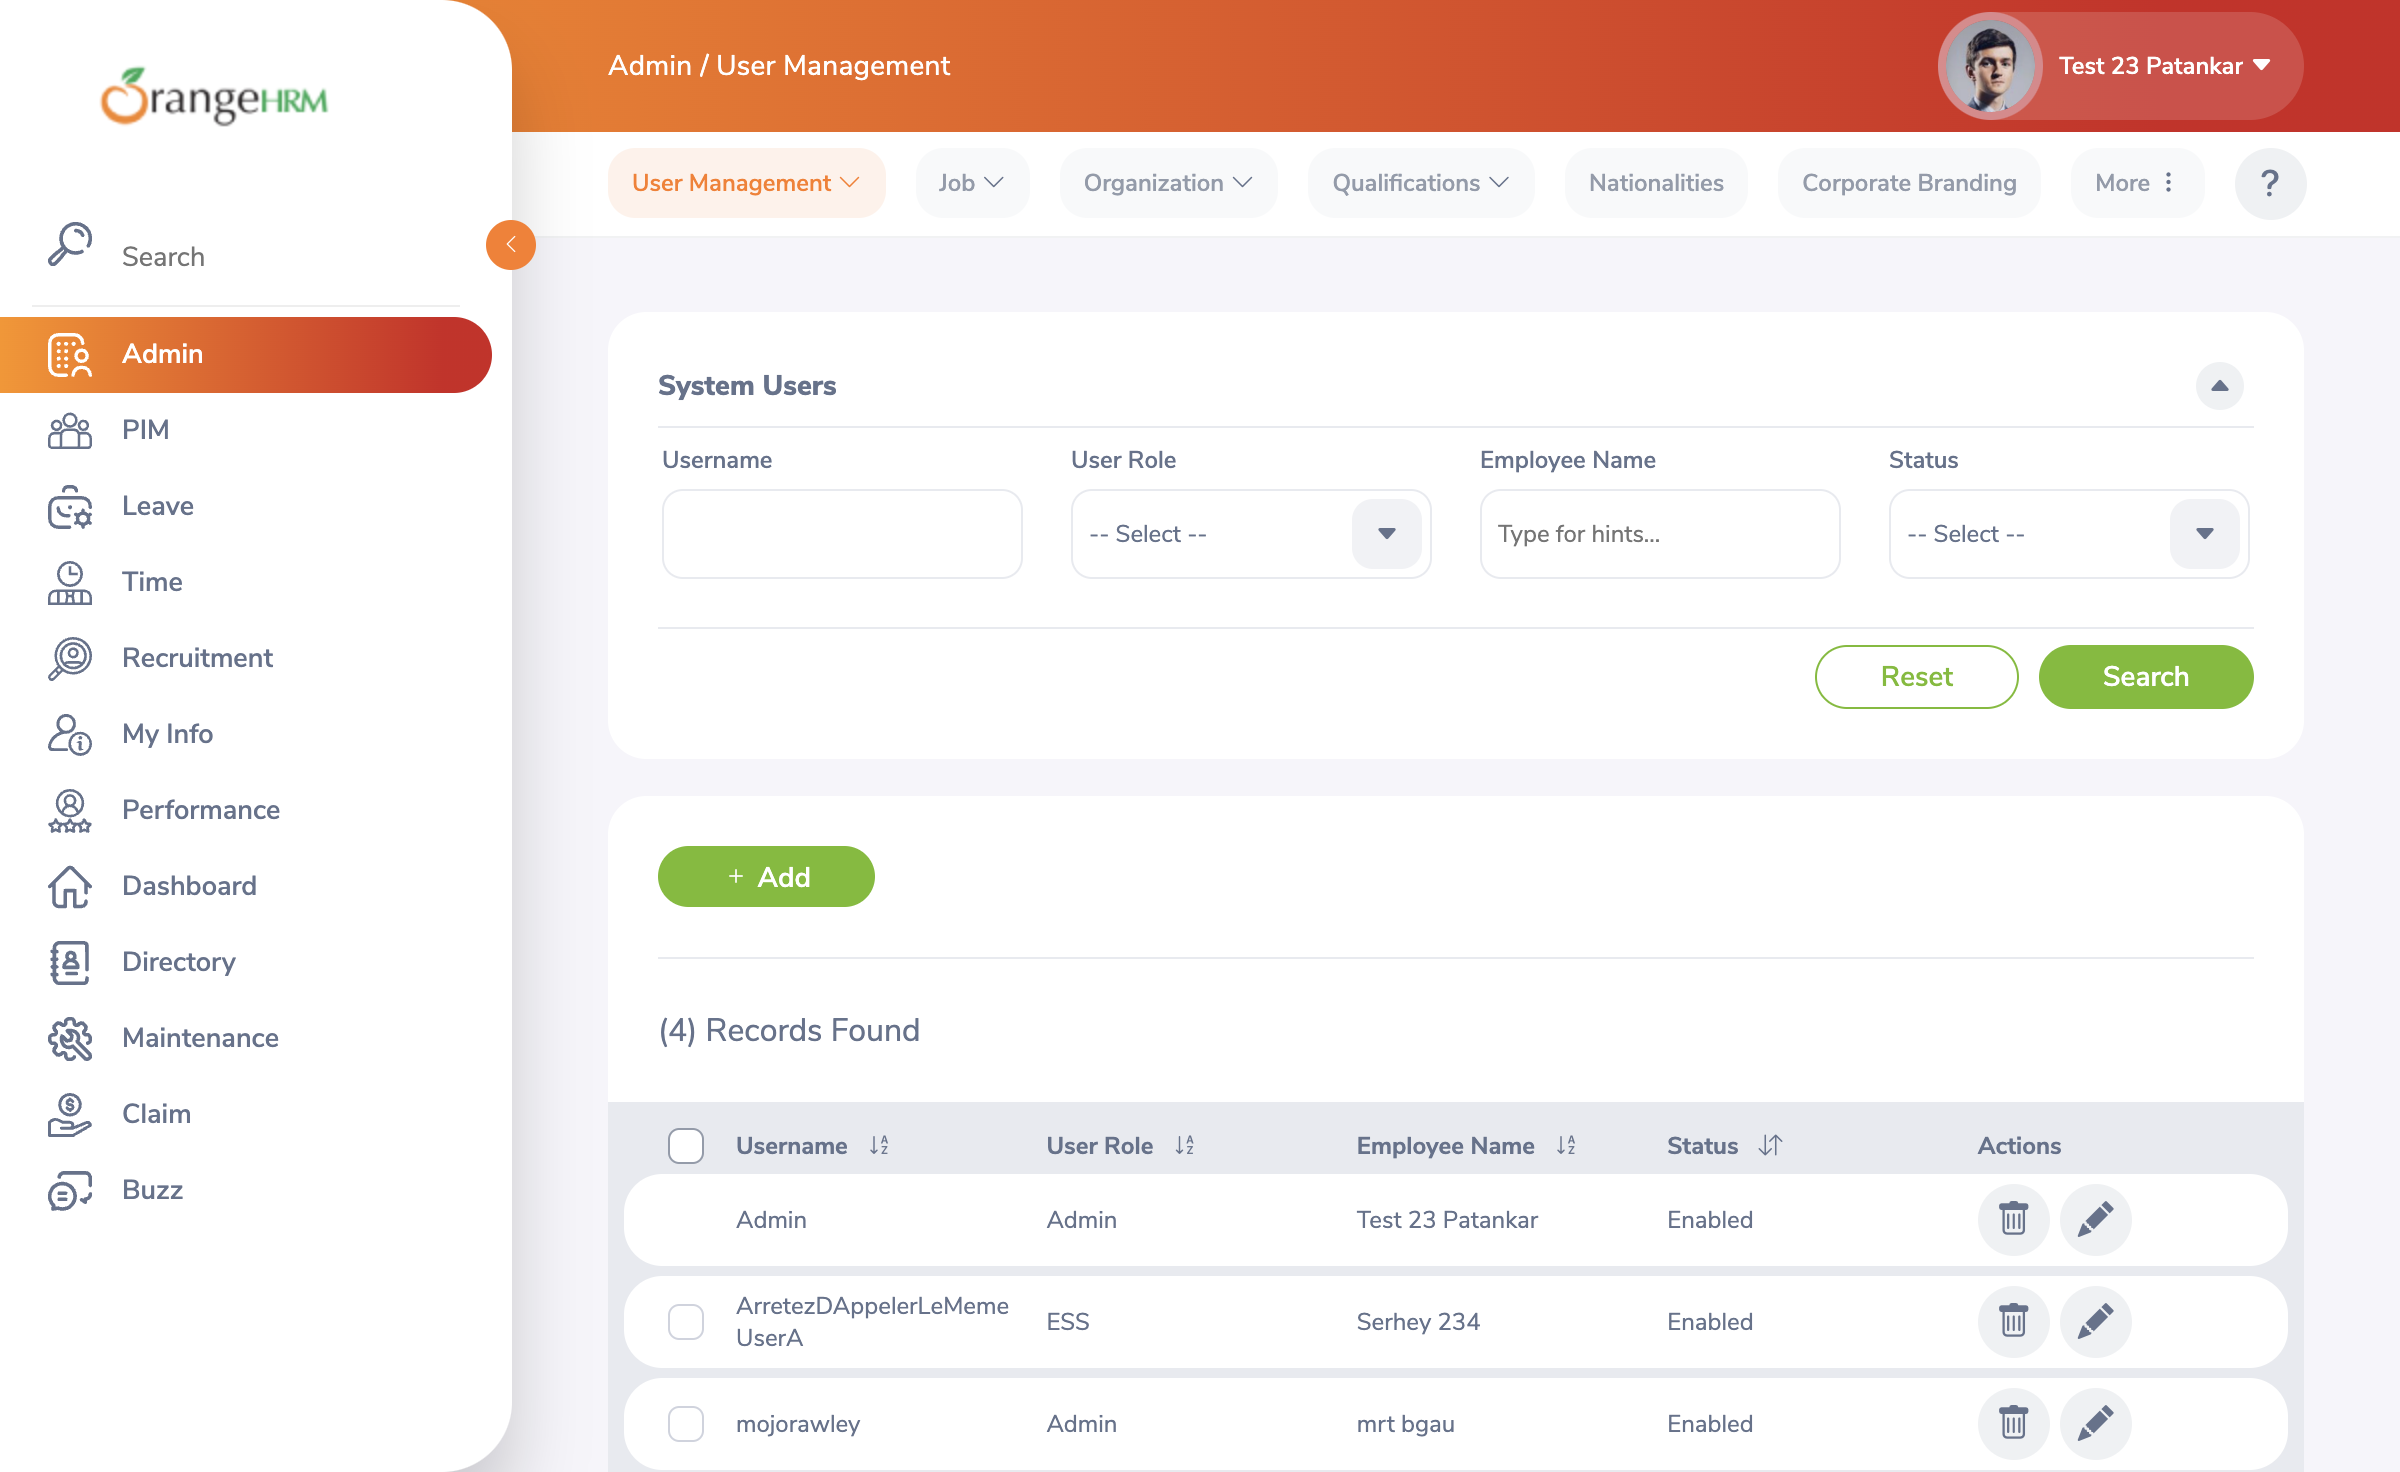 OrangeHRM
Search
Admin
PIM
Leave
Time
Recruitment
My Info
Performance
Dashboard
Directory
Maintenance
Claim
Buzz
Admin / User Management
Test 23 Patankar
User Management
Job
Organization
Qualifications
Nationalities
Corporate Branding
More
?
System Users
Username
User Role
Employee Name
Status
-- Select --
Type for hints...
-- Select --
Reset
Search
+ Add
(4) Records Found
Username User Role Employee Name Status Actions
Admin Admin Test 23 Patankar Enabled
ArretezDAppelerLeMeme
UserA
ESS Serhey 234 Enabled
mojorawley Admin mrt bgau Enabled